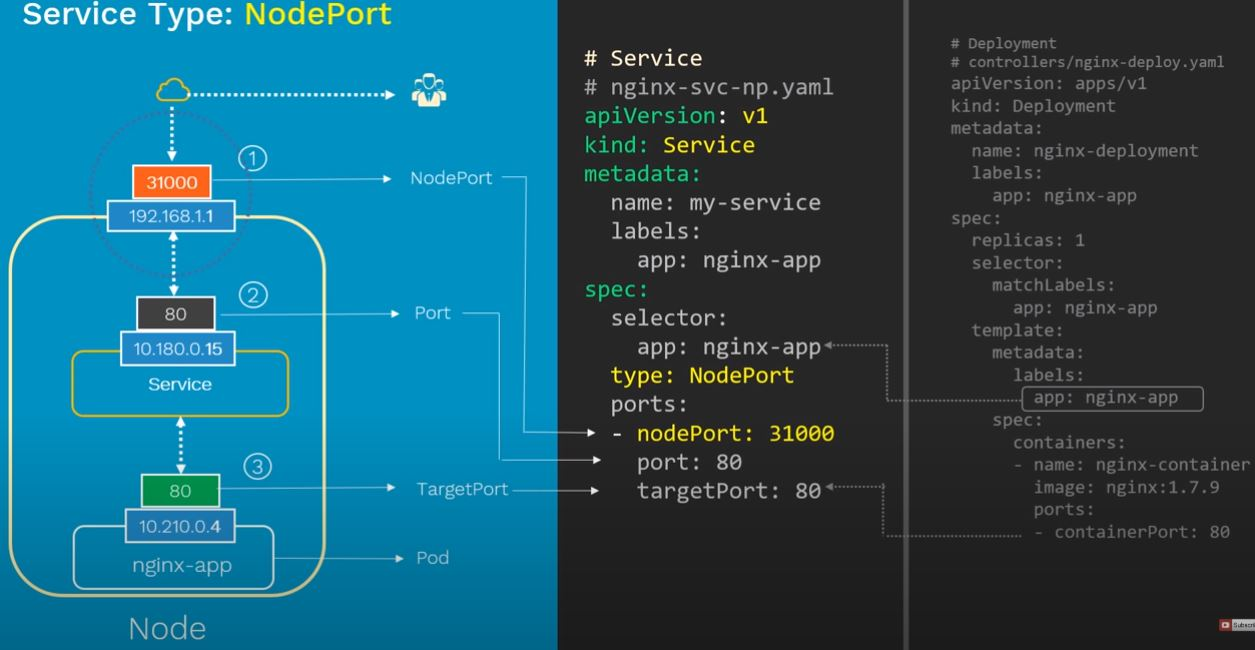 Service Type: NodePort
1
31000
NodePort
192.168.1.1
2
80
Port
10.180.0.15
Service
3
80
TargetPort
10.210.0.4
nginx-app
Pod
Node
# Service
# nginx-svc-np.yaml
apiVersion: v1
kind: Service
metadata:
  name: my-service
  labels:
    app: nginx-app
spec:
  selector:
    app: nginx-app
  type: NodePort
  ports:
  - nodePort: 31000
    port: 80
    targetPort: 80
# Deployment
# controllers/nginx-deploy.yaml
apiVersion: apps/v1
kind: Deployment
metadata:
  name: nginx-deployment
  labels:
    app: nginx-app
spec:
  replicas: 1
  selector:
    matchLabels:
      app: nginx-app
  template:
    metadata:
      labels:
        app: nginx-app
    spec:
      containers:
      - name: nginx-container
        image: nginx:1.7.9
        ports:
        - containerPort: 80